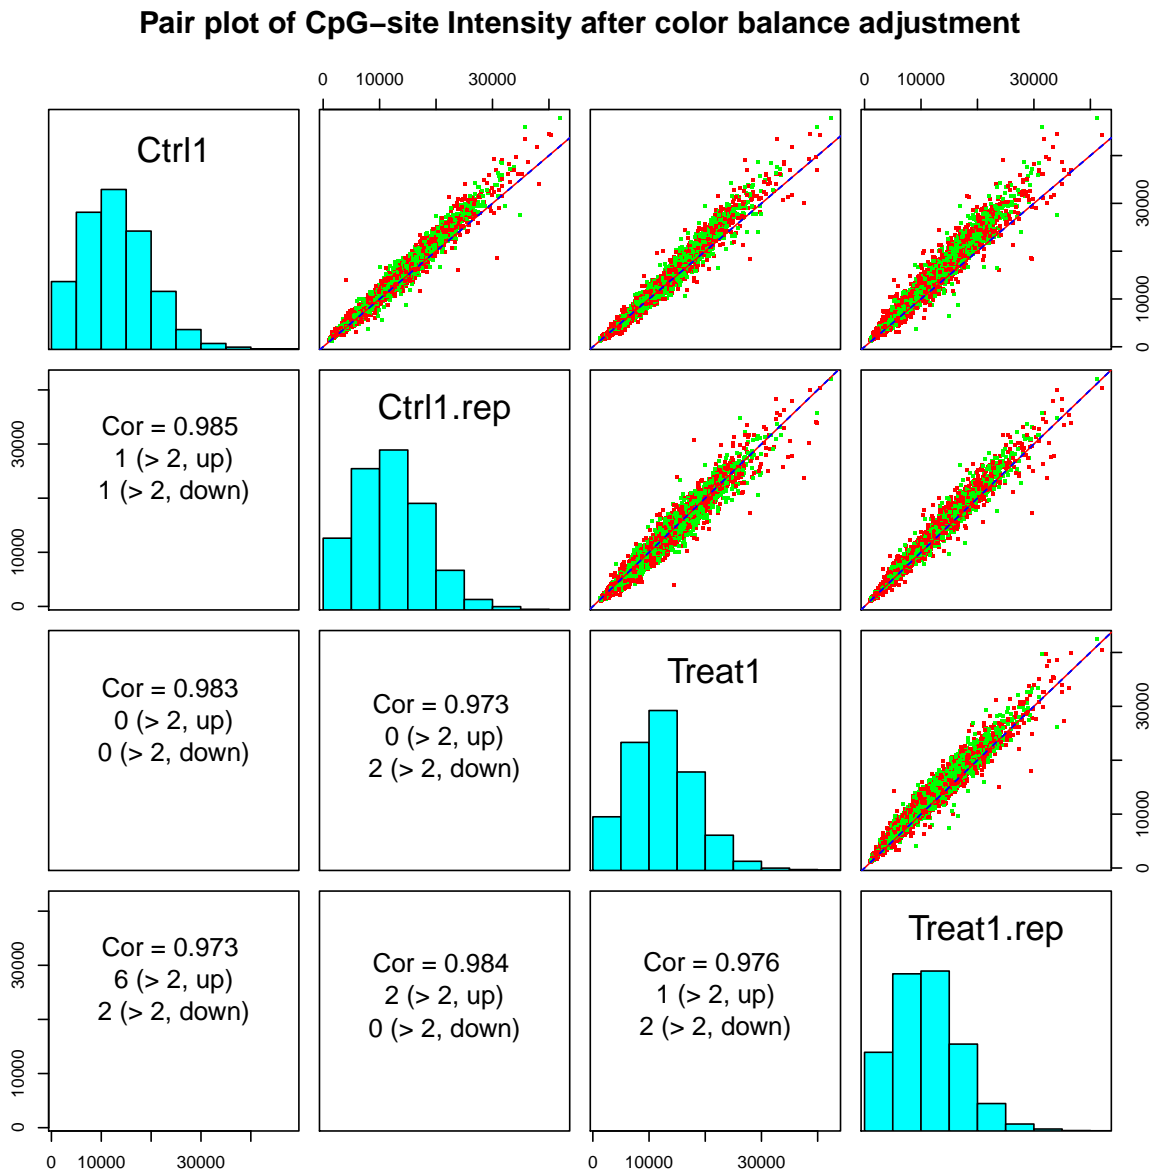 Pair plot of CpG−site Intensity after color balance adjustment
0 10000 30000
0 10000 30000
Ctrl1
30000
10000
0
30000
10000
0
Cor = 0.985
1 (> 2, up)
1 (> 2, down)
Ctrl1.rep
Cor = 0.983
0 (> 2, up)
0 (> 2, down)
Cor = 0.973
0 (> 2, up)
2 (> 2, down)
Treat1
30000
10000
0
30000
10000
0
Cor = 0.973
6 (> 2, up)
2 (> 2, down)
Cor = 0.984
2 (> 2, up)
0 (> 2, down)
Cor = 0.976
1 (> 2, up)
2 (> 2, down)
Treat1.rep
0 10000 30000
0 10000 30000